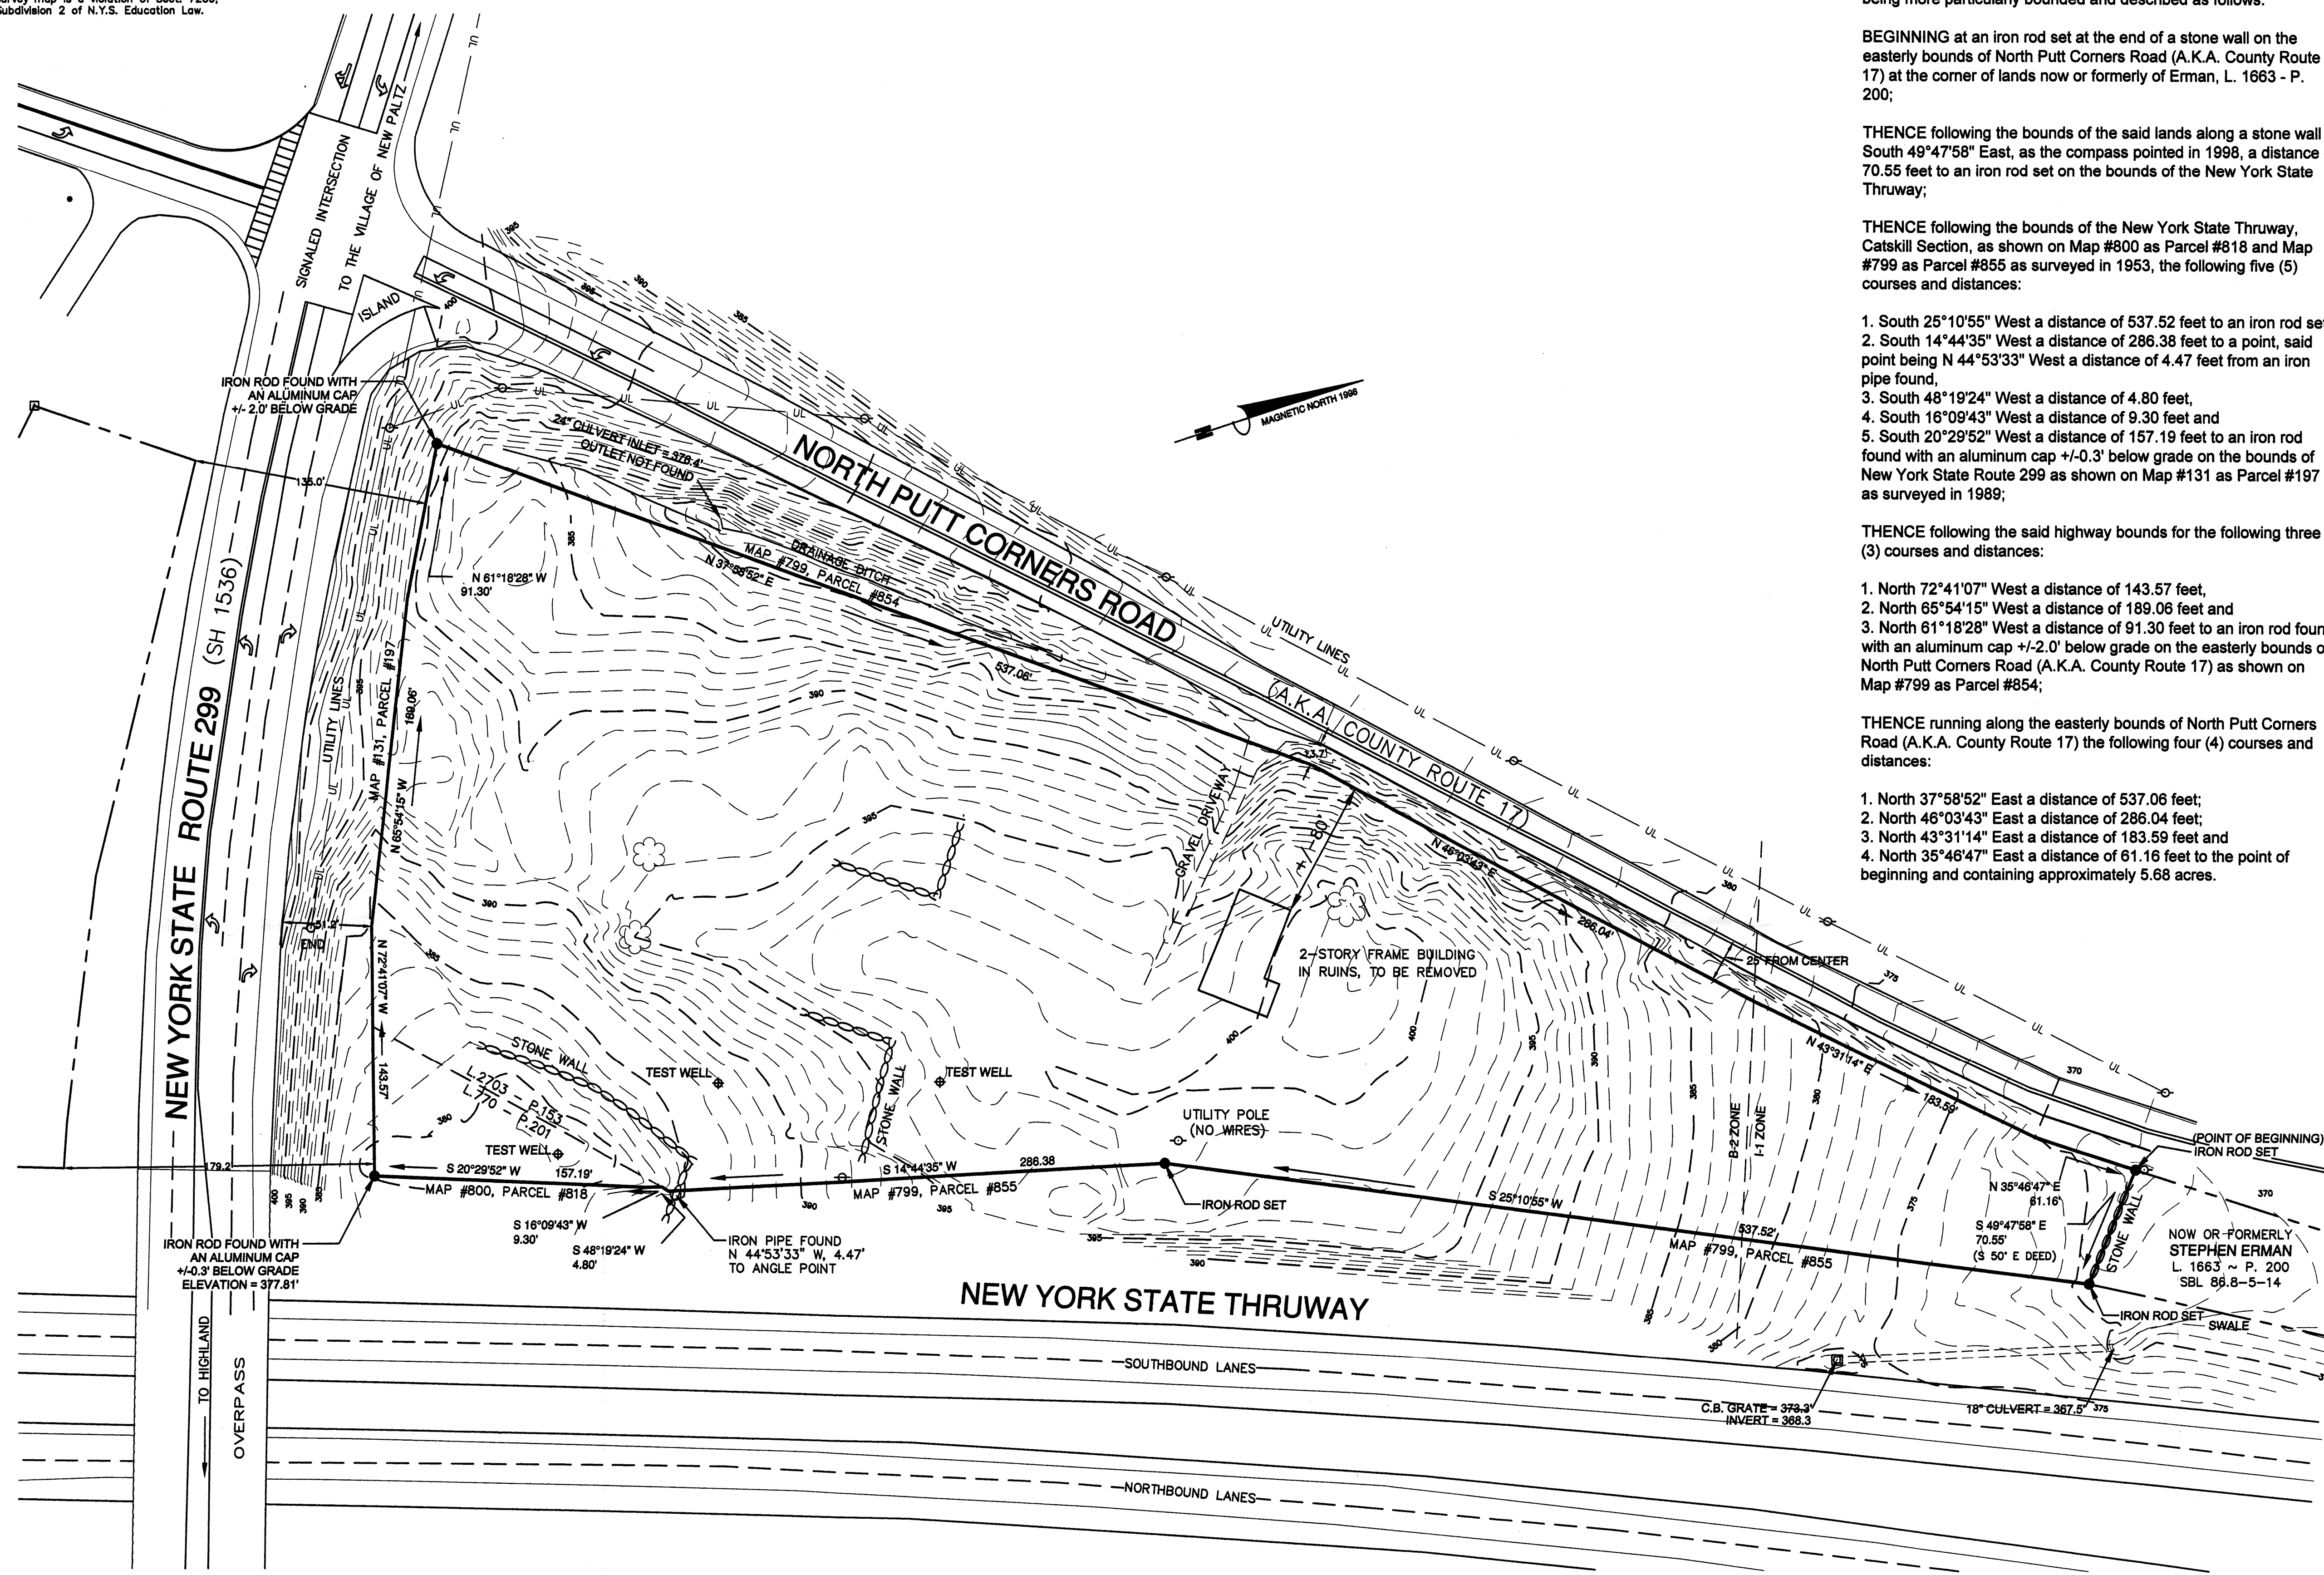 Survey map is a violation of Sect. 7209,
Subdivision 2 of N.Y.S. Education Law.
being more particularly bounded and described as follows:
BEGINNING at an iron rod set at the end of a stone wall on the
easterly bounds of North Putt Corners Road (A.K.A. County Route
17) at the corner of lands now or formerly of Erman, L. 1663 - P.
200;
THENCE following the bounds of the said lands along a stone wall
South 49°47'58" East, as the compass pointed in 1998, a distance
70.55 feet to an iron rod set on the bounds of the New York State
Thruway;
THENCE following the bounds of the New York State Thruway,
Catskill Section, as shown on Map #800 as Parcel #818 and Map
#799 as Parcel #855 as surveyed in 1953, the following five (5)
courses and distances:
1. South 25°10'55" West a distance of 537.52 feet to an iron rod se
2. South 14°44'35" West a distance of 286.38 feet to a point, said
point being N 44°53'33" West a distance of 4.47 feet from an iron
pipe found,
3. South 48°19'24" West a distance of 4.80 feet,
4. South 16°09'43" West a distance of 9.30 feet and
5. South 20°29'52" West a distance of 157.19 feet to an iron rod
found with an aluminum cap +/-0.3' below grade on the bounds of
New York State Route 299 as shown on Map #131 as Parcel #197
as surveyed in 1989;
THENCE following the said highway bounds for the following three
(3) courses and distances:
1. North 72°41'07" West a distance of 143.57 feet,
2. North 65°54'15" West a distance of 189.06 feet and
3. North 61°18'28" West a distance of 91.30 feet to an iron rod foun
with an aluminum cap +/-2.0' below grade on the easterly bounds o
North Putt Corners Road (A.K.A. County Route 17) as shown on
Map #799 as Parcel #854;
THENCE running along the easterly bounds of North Putt Corners
Road (A.K.A. County Route 17) the following four (4) courses and
distances:
1. North 37°58'52" East a distance of 537.06 feet;
2. North 46°03'43" East a distance of 286.04 feet;
3. North 43°31'14" East a distance of 183.59 feet and
4. North 35°46'47" East a distance of 61.16 feet to the point of
beginning and containing approximately 5.68 acres.
SIGNALED INTERSECTION
TO THE VILLAGE OF NEW PALTZ
ISLAND
IRON ROD FOUND WITH
AN ALUMINUM CAP
+/- 2.0' BELOW GRADE
135.0'
24" CULVERT INLET = 376.4'
OUTLET NOT FOUND
DRAINAGE DITCH
MAP #799, PARCEL #854
N 37°58'52" E
537.06'
N 61°18'28" W
91.30'
MAGNETIC NORTH 1998
N
NORTH PUTT CORNERS ROAD
(A.K.A. COUNTY ROUTE 17)
UTILITY LINES
UTILITY LINES
MAP #131, PARCEL #197
189.06'
N 65°54'15" W
NEW YORK STATE ROUTE 299 (SH 1536)
51.2'
END
N 72°41'07" W
143.57
GRAVEL DRIVEWAY
13.7'
+/-80'
N 46°03'43" E
286.04'
2-STORY FRAME BUILDING
IN RUINS, TO BE REMOVED
25' FROM CENTER
N 43°31'14" E
183.59'
STONE WALL
L.2703 - P.153
L.770 - P.201
TEST WELL
TEST WELL
TEST WELL
STONE WALL
UTILITY POLE
(NO WIRES)
B-2 ZONE
I-1 ZONE
(POINT OF BEGINNING)
IRON ROD SET
N 35°46'47" E
61.16'
S 49°47'58" E
70.55'
(S 50° E DEED)
STONE WALL
NOW OR FORMERLY
STEPHEN ERMAN
L. 1663 ~ P. 200
SBL 86.8-5-14
179.2
S 20°29'52" W
157.19'
MAP #800, PARCEL #818
S 14°44'35" W
286.38
MAP #799, PARCEL #855
IRON ROD SET
S 25°10'55" W
537.52'
MAP #799, PARCEL #855
S 16°09'43" W
9.30'
S 48°19'24" W
4.80'
IRON PIPE FOUND
N 44°53'33" W, 4.47'
TO ANGLE POINT
IRON ROD FOUND WITH
AN ALUMINUM CAP
+/-0.3' BELOW GRADE
ELEVATION = 377.81'
IRON ROD SET
SWALE
NEW YORK STATE THRUWAY
SOUTHBOUND LANES
NORTHBOUND LANES
TO HIGHLAND
OVERPASS
C.B. GRATE = 373.3'
INVERT = 368.3
18" CULVERT = 367.5'
375